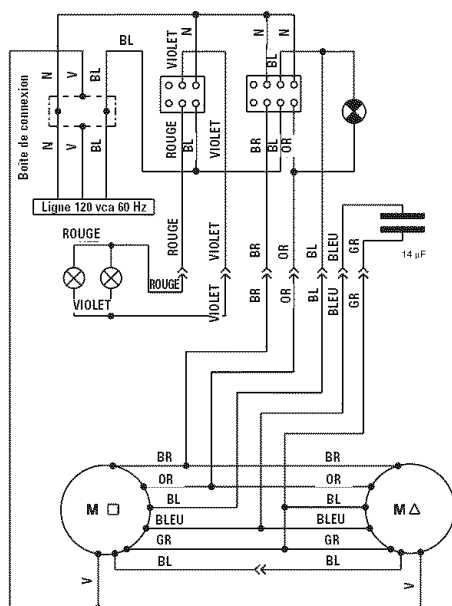 BL
N
V
BL
N
V
BL
Boîte de connexion
Ligne 120 vca 60 Hz
VIOLET
N
ROUGE
BL
VIOLET
N
BL
N
BR
BL
OR
ROUGE
VIOLET
BR
OR
BL
BLEU
GR
14 µF
ROUGE
VIOLET
ROUGE
VIOLET
BR
OR
BL
BLEU
GR
BR
BR
OR
OR
BL
BL
BLEU
BLEU
GR
GR
BL
BL
M
M
V
V